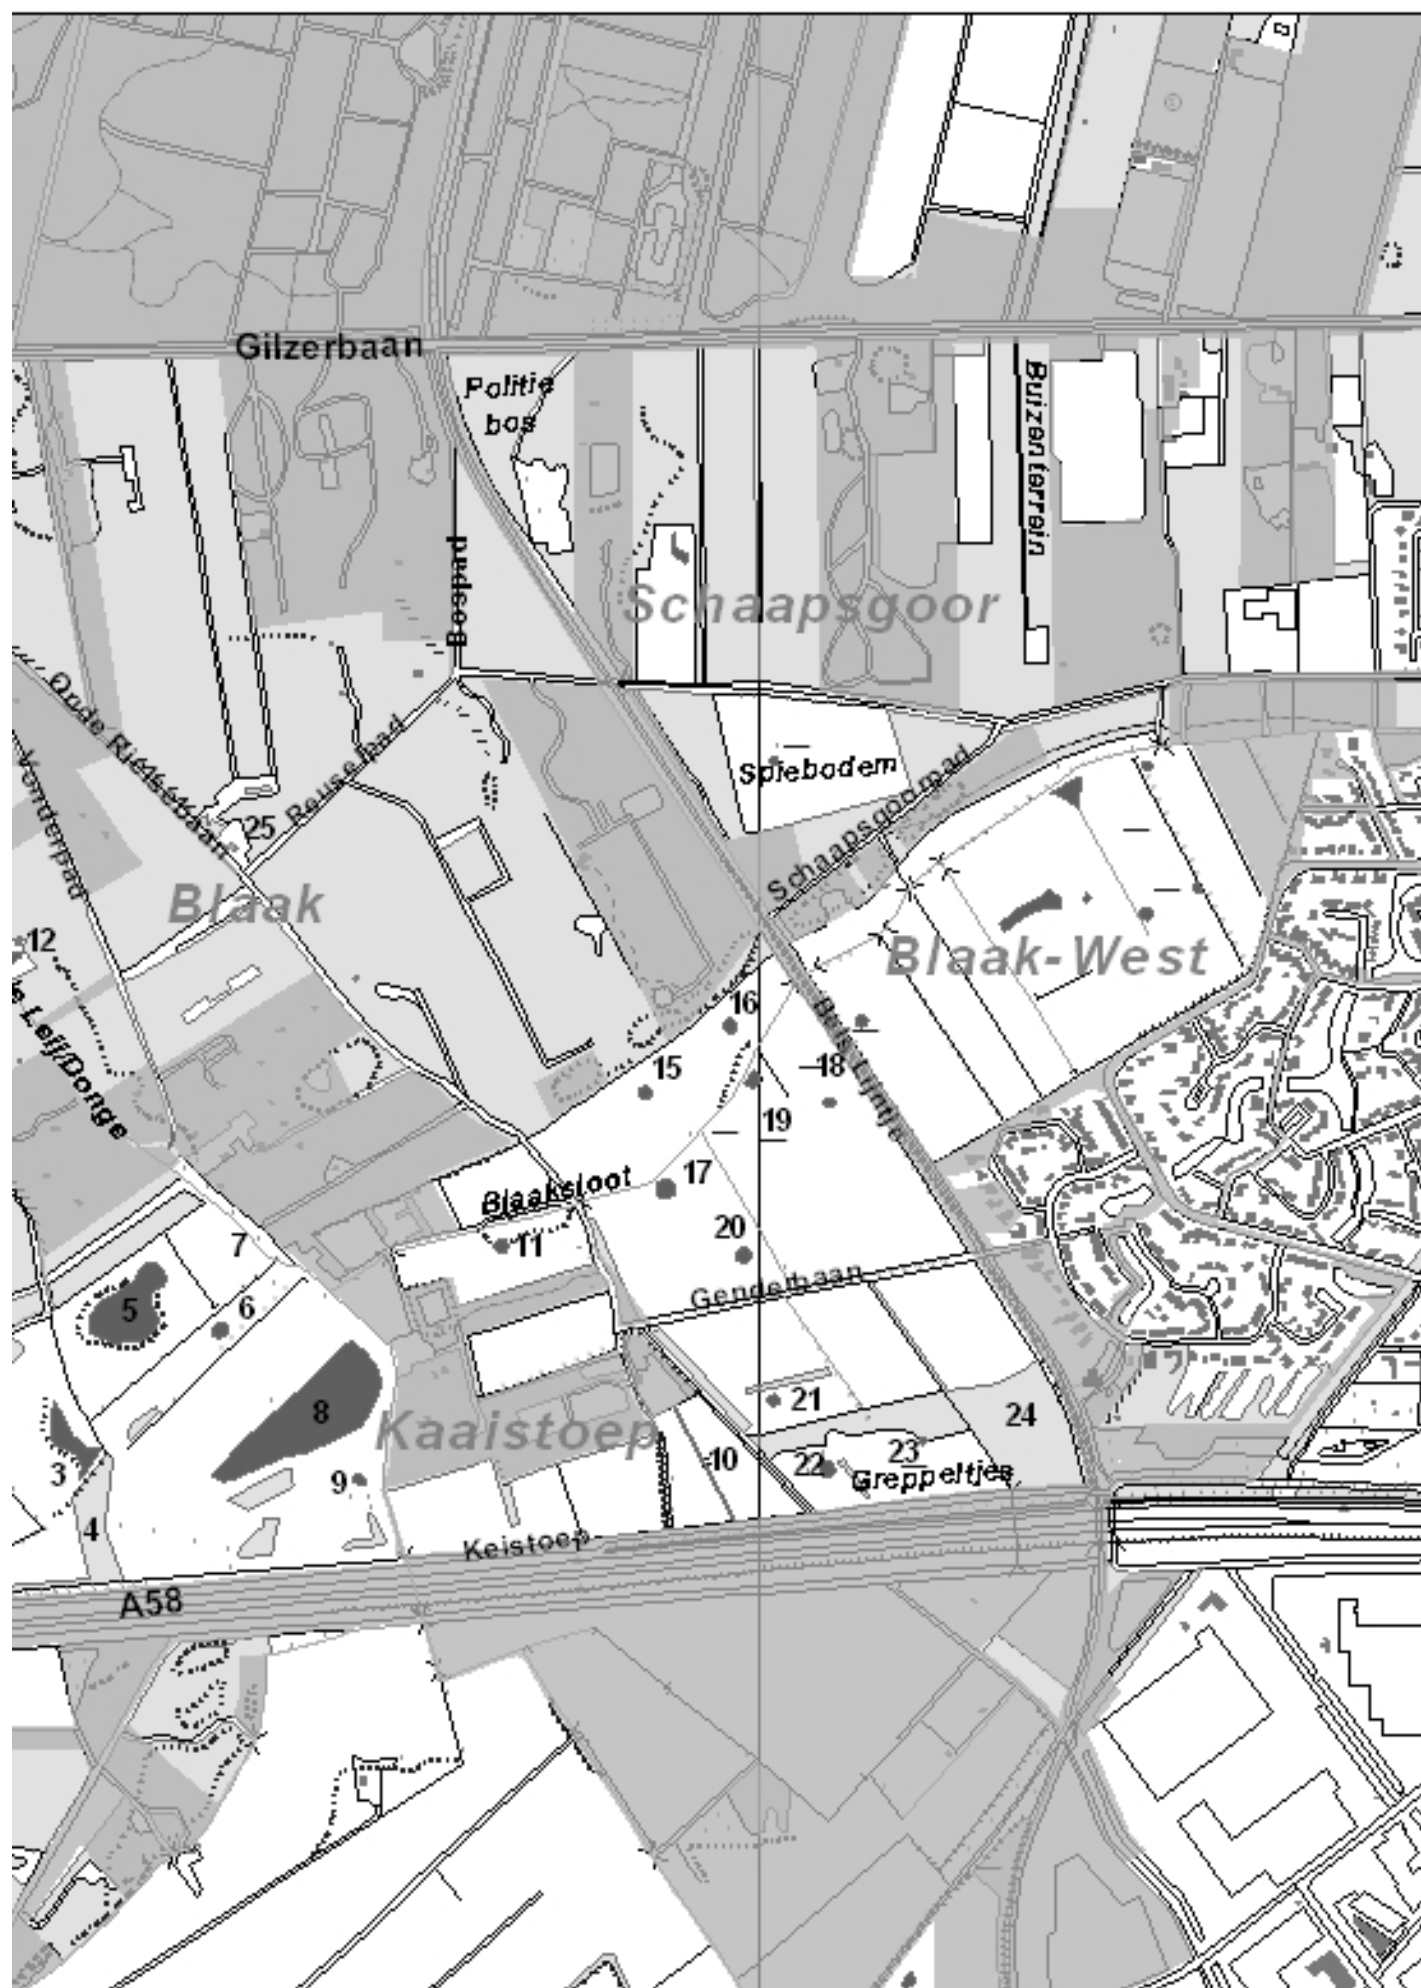 Gilzerbaan
Politie
bos
Buizenterrein
Bospad
Schaapsgoor
Oude Rielsebaan
Reuselpad
Vonderpad
Spiebodem
Schaapsgoorpad
25
Blaak
12
Blaak-West
Leij/Donge
16
Bels Lijntje
15
18
19
17
Blaaksloot
11
20
7
Genderbaan
5
6
21
24
8
Kaaistoep
23
10
22
3
9
Greppeltjes
4
Keistoep
A58